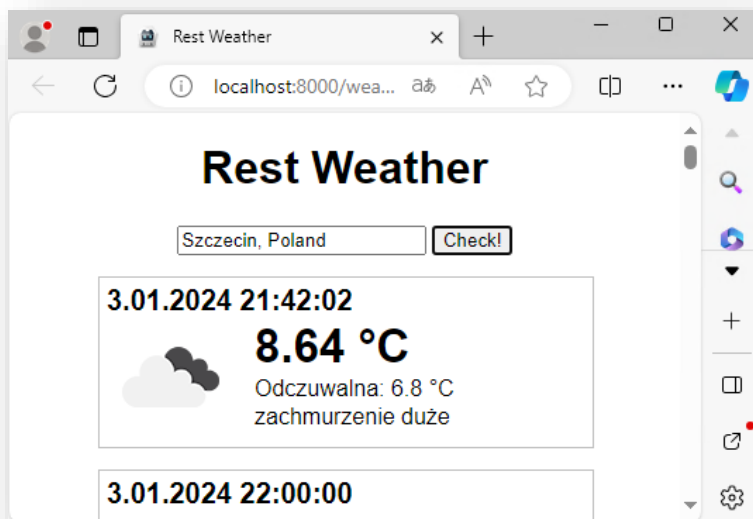 Rest Weather
localhost:8000/wea...
Rest Weather
Szczecin, Poland Check!
3.01.2024 21:42:02
8.64 °C
Odczuwalna: 6.8 °C
zachmurzenie duże
3.01.2024 22:00:00